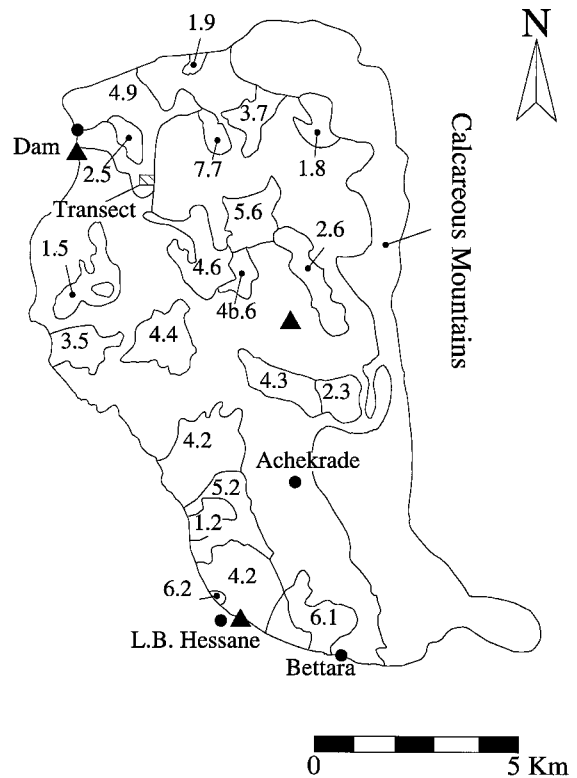 1.9
N
4.9
3.7
Dam
2.5
7.7
1.8
Transect
5.6
2.6
1.5
4.6
4b.6
Calcareous Mountains
3.5
4.4
4.3
2.3
4.2
Achekrade
5.2
1.2
4.2
6.2
6.1
L.B. Hessane
Bettara
0
5 Km